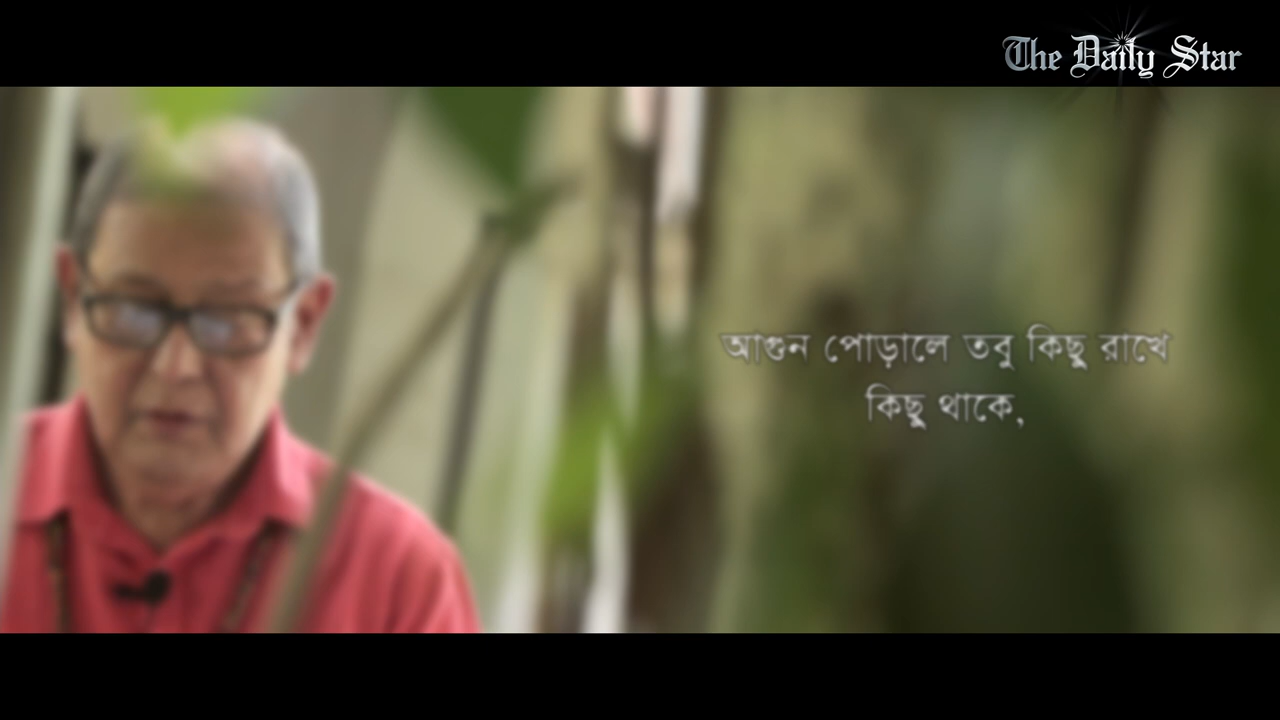 The Daily Star
আগুন পোড়ালে তবু কিছু রাখে
কিছু থাকে,